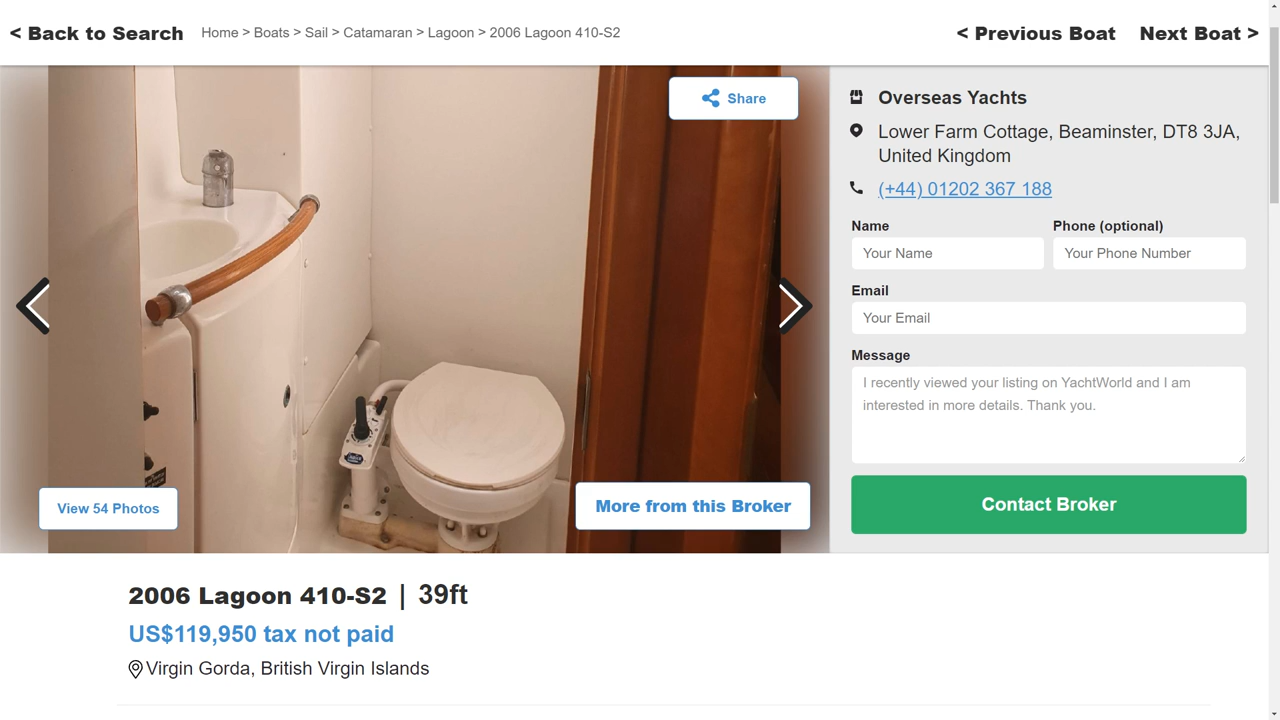 < Back to Search
Home > Boats > Sail > Catamaran > Lagoon > 2006 Lagoon 410-S2
< Previous Boat
Next Boat >
Share
View 54 Photos
More from this Broker
Overseas Yachts
Lower Farm Cottage, Beaminster, DT8 3JA,
United Kingdom
(+44) 01202 367 188
Name
Phone (optional)
Your Name
Your Phone Number
Email
Your Email
Message
I recently viewed your listing on YachtWorld and I am
interested in more details. Thank you.
Contact Broker
2006 Lagoon 410-S2 | 39ft
US$119,950 tax not paid
Virgin Gorda, British Virgin Islands